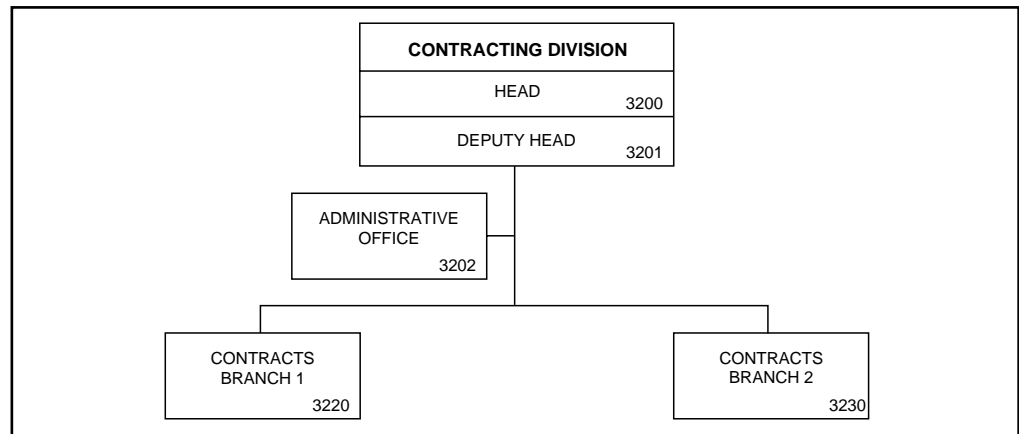 CONTRACTING DIVISION
HEAD
3200
DEPUTY HEAD
3201
ADMINISTRATIVE
OFFICE
3202
CONTRACTS
BRANCH 1
3220
CONTRACTS
BRANCH 2
3230